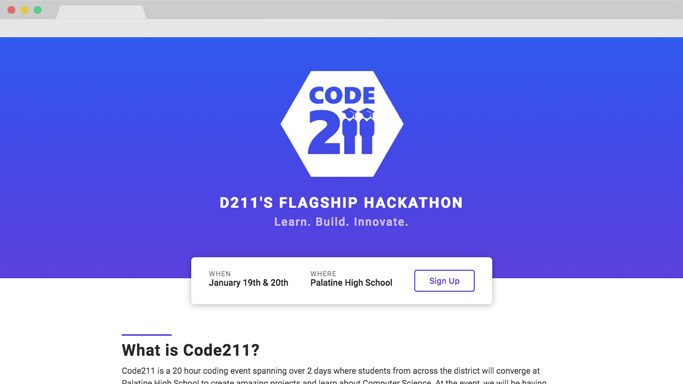 CODE
211
D211'S FLAGSHIP HACKATHON
Learn. Build. Innovate.
WHEN
January 19th & 20th
WHERE
Palatine High School
Sign Up
What is Code211?
Code211 is a 20 hour coding event spanning over 2 days where students from across the district will converge at
Palatine High School to create amazing projects and learn about Computer Science. At the event, we will be having